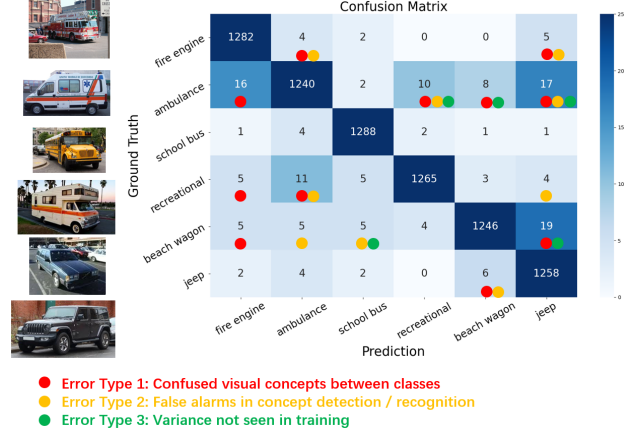 Confusion Matrix
fire engine 1282 4 2 0 0 5
ambulance 16 1240 2 10 8 17
school bus 1 4 1288 2 1 1
recreational 5 11 5 1265 3 4
beach wagon 5 5 5 4 1246 19
jeep 2 4 2 0 6 1258
Ground Truth
fire engine ambulance school bus recreational beach wagon jeep
Prediction
25
20
15
10
5
0
Error Type 1: Confused visual concepts between classes
Error Type 2: False alarms in concept detection / recognition
Error Type 3: Variance not seen in training